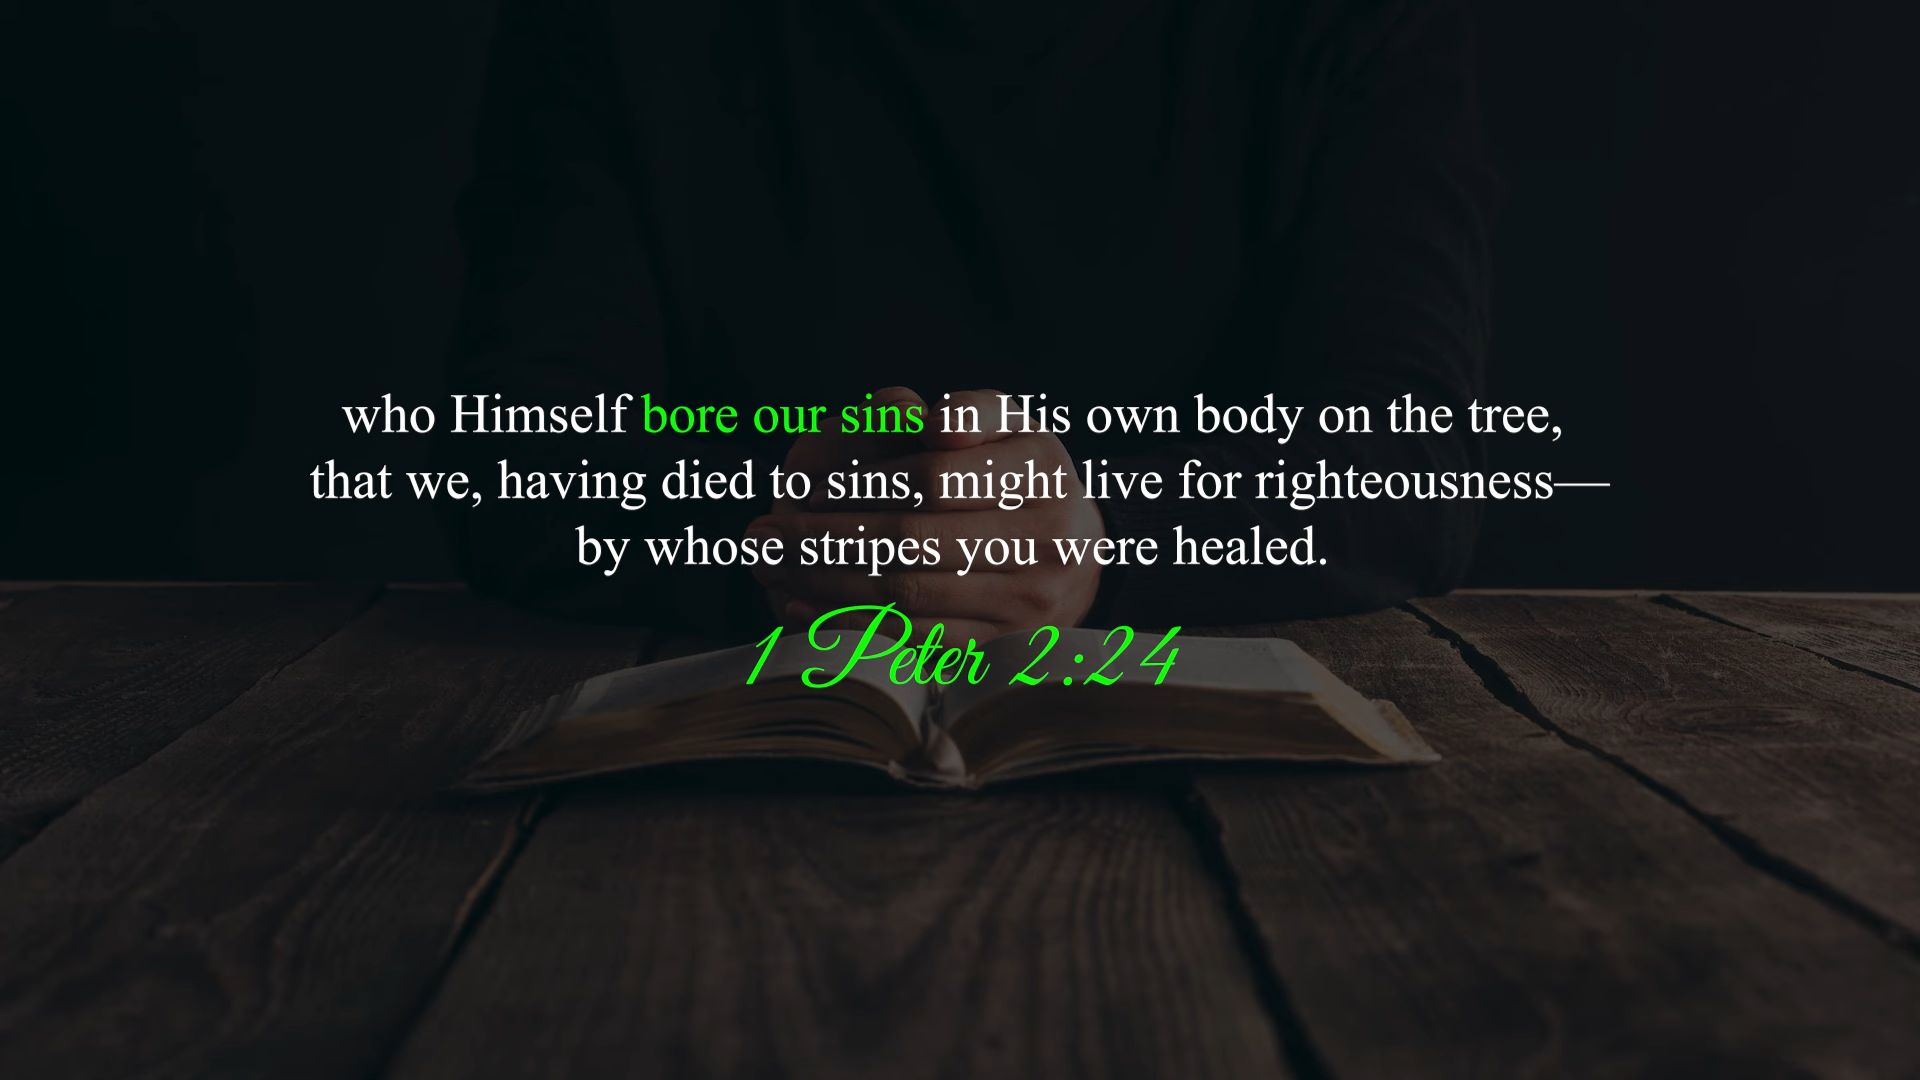 who Himself bore our sins in His own body on the tree,
that we, having died to sins, might live for righteousness—
by whose stripes you were healed.
1 Peter 2:24